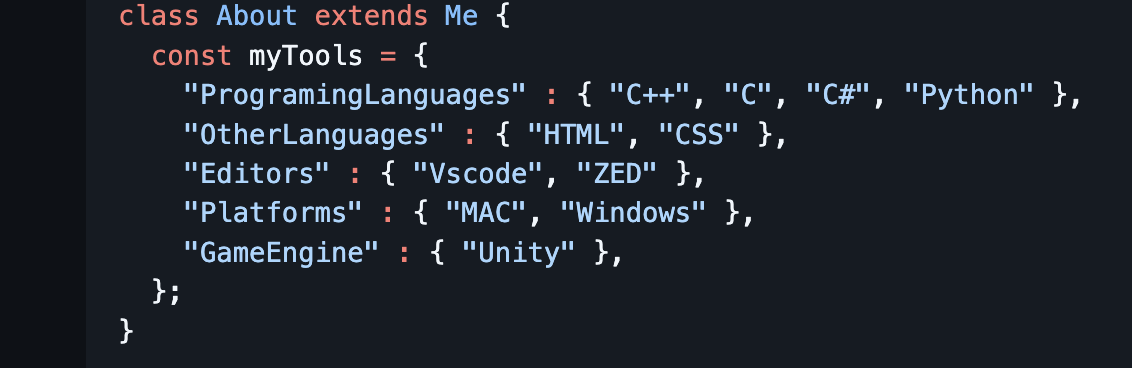 class About extends Me {
const myTools = {
"ProgramingLanguages" : { "C++", "C", "C#", "Python" },
"OtherLanguages" : { "HTML", "CSS" },
"Editors" : { "Vscode", "ZED" },
"Platforms" : { "MAC", "Windows" },
"GameEngine" : { "Unity" },
};
}